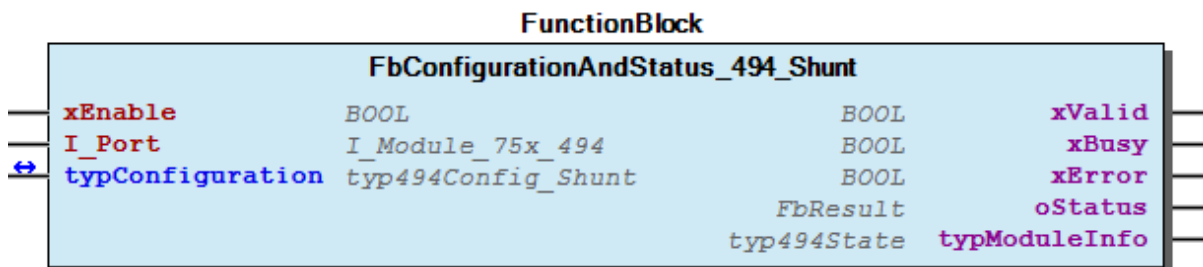 FunctionBlock
FbConfigurationAndStatus_494_Shunt
xEnable BOOL BOOL xValid
I_Port I_Module_75x_494 BOOL xBusy
↔ typConfiguration typ494Config_Shunt BOOL xError
FbResult oStatus
typ494State typModuleInfo